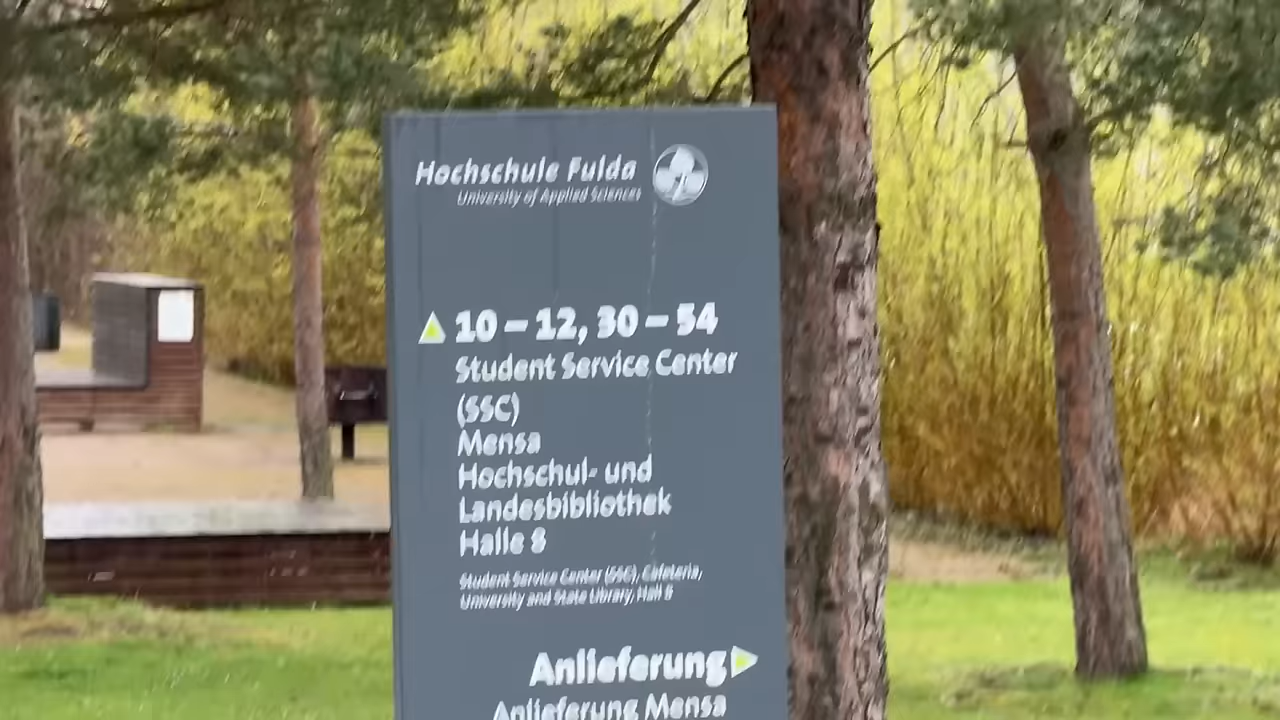 Hochschule Fulda
University of Applied Sciences
10 – 12, 30 – 54
Student Service Center
(SSC)
Mensa
Hochschul- und
Landesbibliothek
Halle 8
Student Service Center (SSC), Cafeteria,
University and State Library, Hall 8
Anlieferung
Anlieferung Mensa